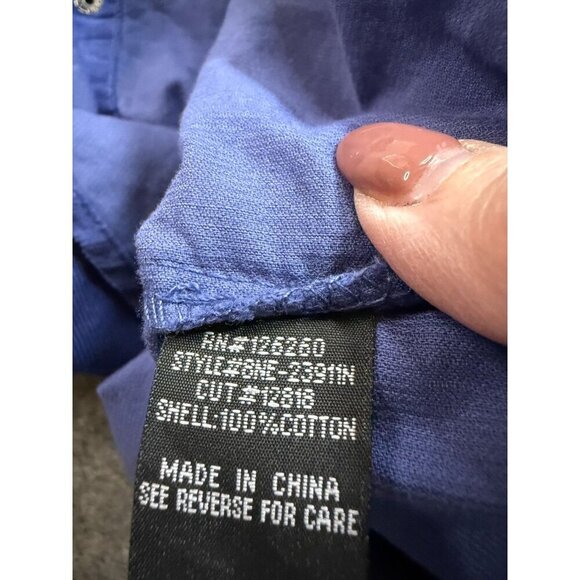 RN#126260
STYLE#8NE-23911N
CUT#12818
SHELL:100%COTTON
MADE IN CHINA
SEE REVERSE FOR CARE